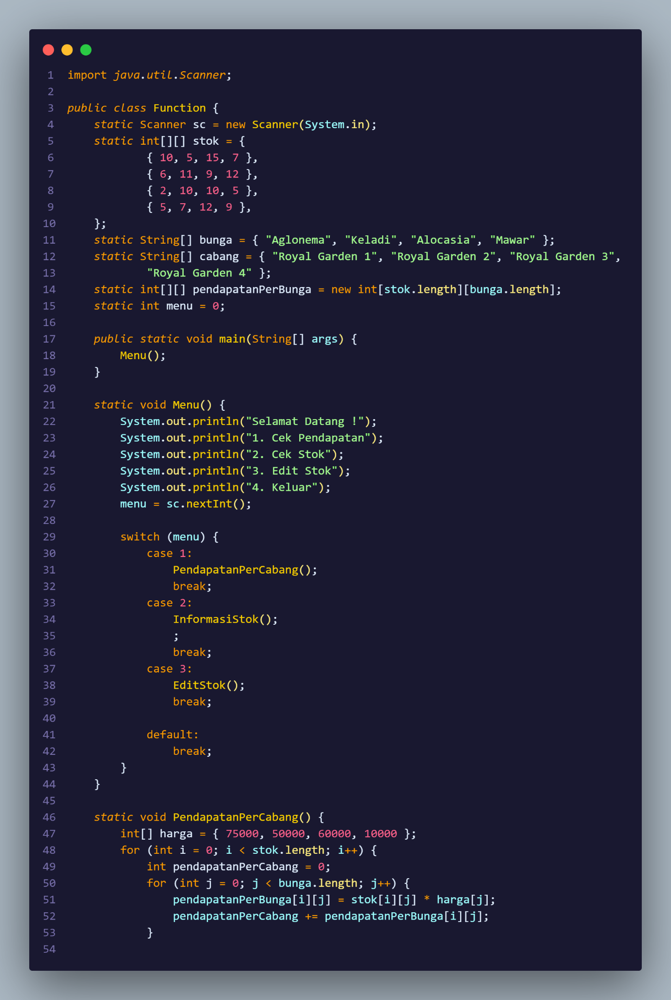 1 import java.util.Scanner;
2
3 public class Function {
4     static Scanner sc = new Scanner(System.in);
5     static int[][] stok = {
6             { 10, 5, 15, 7 },
7             { 6, 11, 9, 12 },
8             { 2, 10, 10, 5 },
9             { 5, 7, 12, 9 },
10     };
11     static String[] bunga = { "Aglonema", "Keladi", "Alocasia", "Mawar" };
12     static String[] cabang = { "Royal Garden 1", "Royal Garden 2", "Royal Garden 3",
13             "Royal Garden 4" };
14     static int[][] pendapatanPerBunga = new int[stok.length][bunga.length];
15     static int menu = 0;
16
17     public static void main(String[] args) {
18         Menu();
19     }
20
21     static void Menu() {
22         System.out.println("Selamat Datang !");
23         System.out.println("1. Cek Pendapatan");
24         System.out.println("2. Cek Stok");
25         System.out.println("3. Edit Stok");
26         System.out.println("4. Keluar");
27         menu = sc.nextInt();
28
29         switch (menu) {
30             case 1:
31                 PendapatanPerCabang();
32                 break;
33             case 2:
34                 InformasiStok();
35                 ;
36                 break;
37             case 3:
38                 EditStok();
39                 break;
40
41             default:
42                 break;
43         }
44     }
45
46     static void PendapatanPerCabang() {
47         int[] harga = { 75000, 50000, 60000, 10000 };
48         for (int i = 0; i < stok.length; i++) {
49             int pendapatanPerCabang = 0;
50             for (int j = 0; j < bunga.length; j++) {
51                 pendapatanPerBunga[i][j] = stok[i][j] * harga[j];
52                 pendapatanPerCabang += pendapatanPerBunga[i][j];
53             }
54